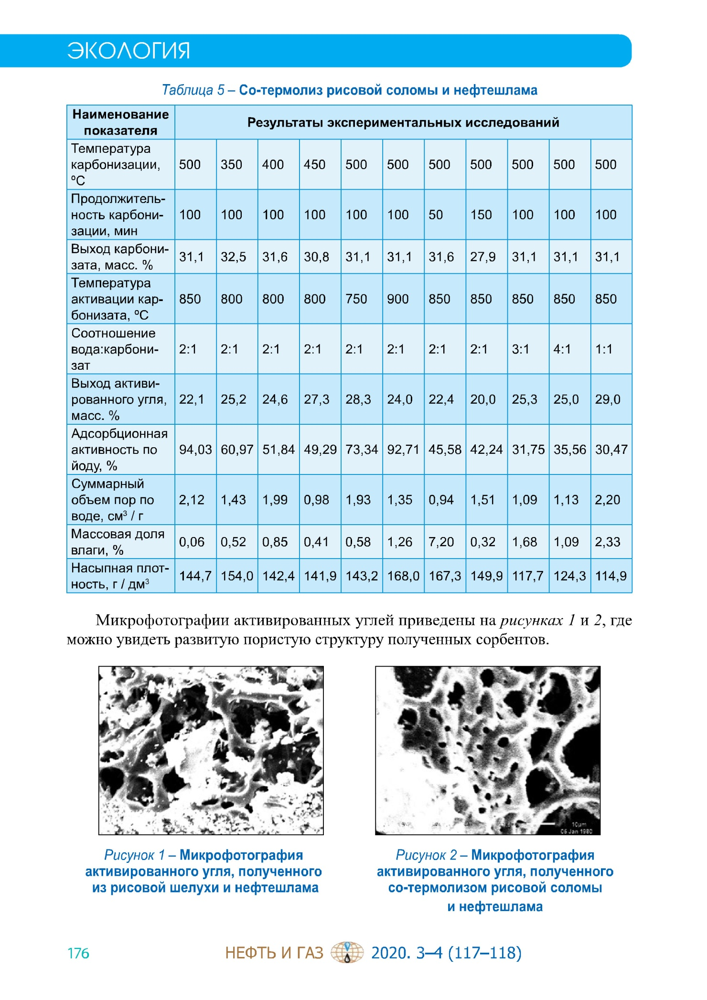 ЭКОЛОГИЯ
Таблица 5 – Со-термолиз рисовой соломы и нефтешлама
Наименование
показателя
Результаты экспериментальных исследований
Температура
карбонизации,
ºС
500 350 400 450 500 500 500 500 500 500 500
Продолжитель-
ность карбони-
зации, мин
100 100 100 100 100 100 50 150 100 100 100
Выход карбони-
зата, масс. %
31,1 32,5 31,6 30,8 31,1 31,1 31,6 27,9 31,1 31,1 31,1
Температура
активации кар-
бонизата, ºС
850 800 800 800 750 900 850 850 850 850 850
Соотношение
вода:карбони-
зат
2:1 2:1 2:1 2:1 2:1 2:1 2:1 2:1 3:1 4:1 1:1
Выход активи-
рованного угля,
масс. %
22,1 25,2 24,6 27,3 28,3 24,0 22,4 20,0 25,3 25,0 29,0
Адсорбционная
активность по
йоду, %
94,03 60,97 51,84 49,29 73,34 92,71 45,58 42,24 31,75 35,56 30,47
Суммарный
объем пор по
воде, см³ / г
2,12 1,43 1,99 0,98 1,93 1,35 0,94 1,51 1,09 1,13 2,20
Массовая доля
влаги, %
0,06 0,52 0,85 0,41 0,58 1,26 7,20 0,32 1,68 1,09 2,33
Насыпная плот-
ность, г / дм³
144,7 154,0 142,4 141,9 143,2 168,0 167,3 149,9 117,7 124,3 114,9
Микрофотографии активированных углей приведены на рисунках 1 и 2, где
можно увидеть развитую пористую структуру полученных сорбентов.
10µm
05 Jan 1980
Рисунок 1 – Микрофотография
активированного угля, полученного
из рисовой шелухи и нефтешлама
Рисунок 2 – Микрофотография
активированного угля, полученного
со-термолизом рисовой соломы
и нефтешлама
176
НЕФТЬ И ГАЗ 2020. 3–4 (117–118)